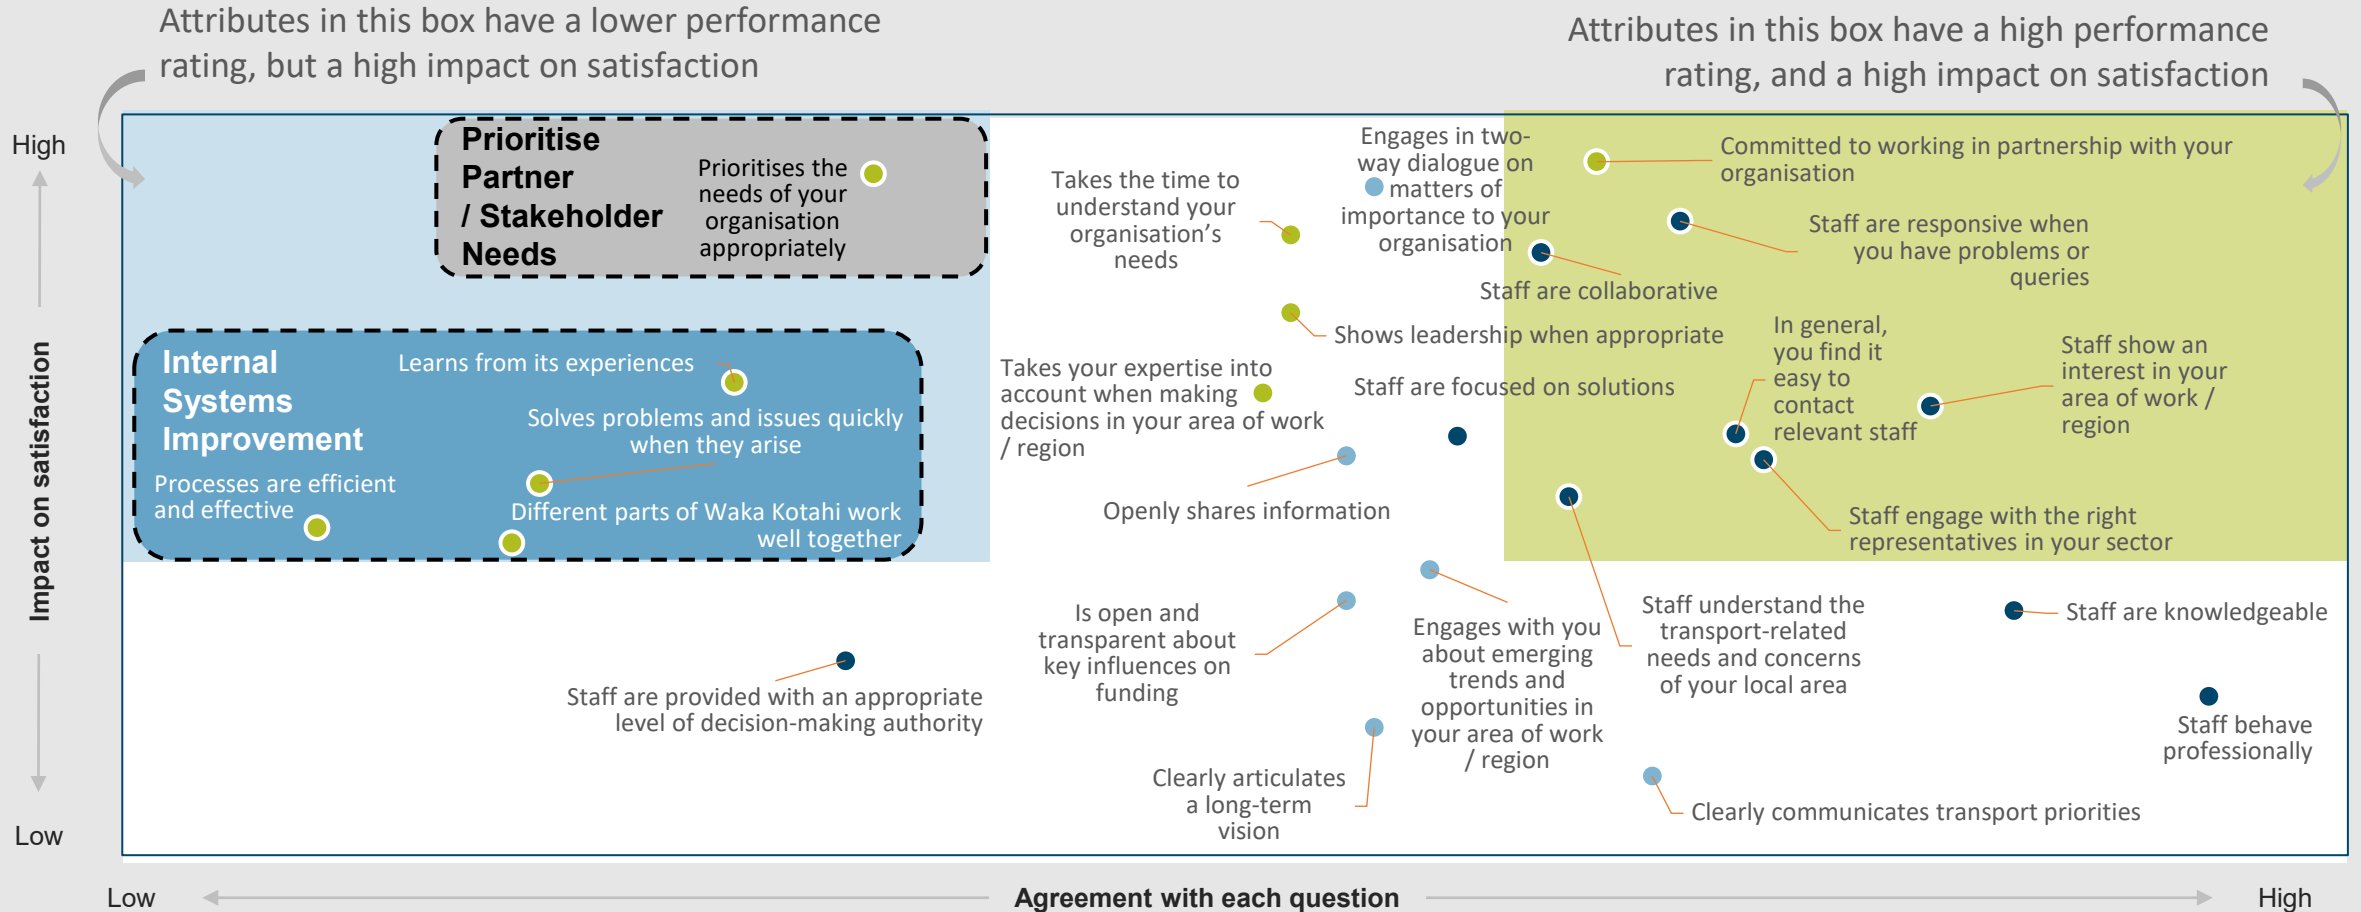 Attributes in this box have a lower performance
rating, but a high impact on satisfaction
Attributes in this box have a high performance
rating, and a high impact on satisfaction
High
Impact on satisfaction
Low
Prioritise
Partner
/ Stakeholder
Needs
Prioritises the
needs of your
organisation
appropriately
Internal
Systems
Improvement
Learns from its experiences
Solves problems and issues quickly
when they arise
Processes are efficient
and effective
Different parts of Waka Kotahi work
well together
Takes the time to
understand your
organisation's
needs
Engages in two-
way dialogue on
matters of
importance to your
organisation
Committed to working in partnership with your
organisation
Staff are responsive when
you have problems or
queries
Staff are collaborative
Shows leadership when appropriate
Takes your expertise into
account when making
decisions in your area of work
/ region
Staff are focused on solutions
In general,
you find it
easy to
contact
relevant staff
Staff show an
interest in your
area of work /
region
Openly shares information
Staff engage with the right
representatives in your sector
Is open and
transparent about
key influences on
funding
Engages with you
about emerging
trends and
opportunities in
your area of work
/ region
Staff understand the
transport-related
needs and concerns
of your local area
Staff are knowledgeable
Staff are provided with an appropriate
level of decision-making authority
Staff behave
professionally
Clearly articulates
a long-term
vision
Clearly communicates transport priorities
Low
Agreement with each question
High